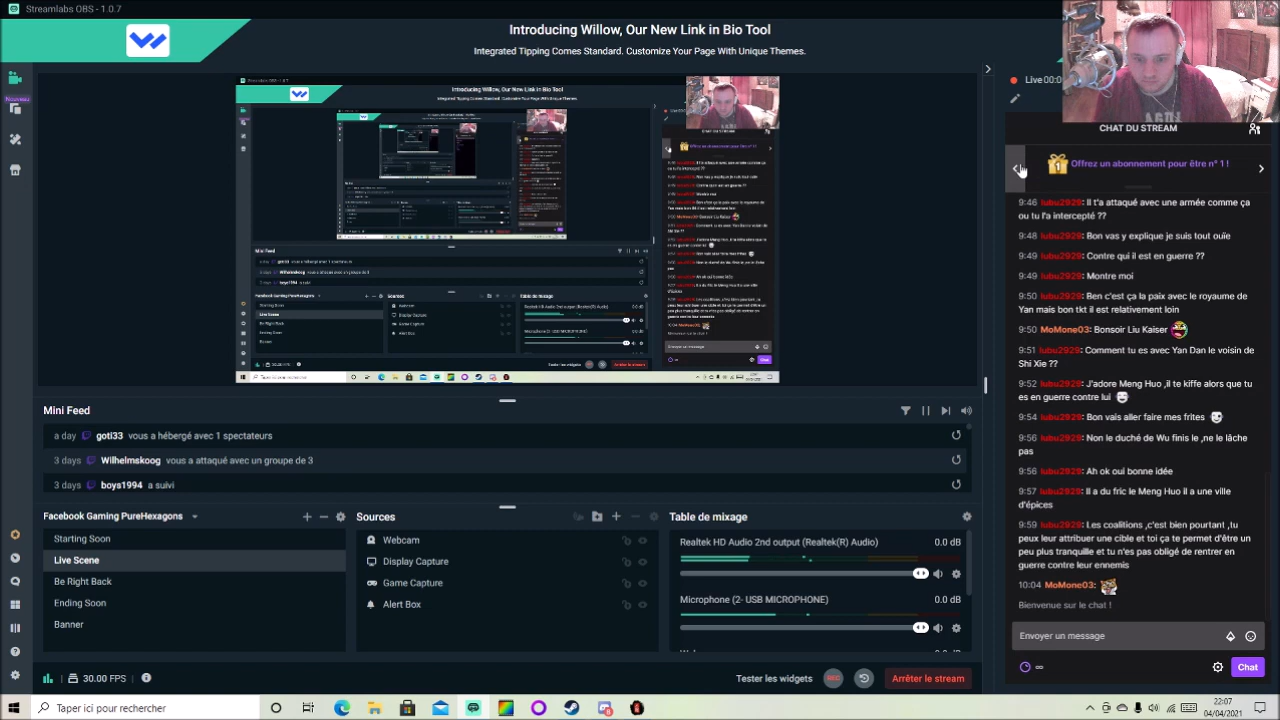 Streamlabs OBS - 1.0.7
Introducing Willow, Our New Link in Bio Tool
Integrated Tipping Comes Standard. Customize Your Page With Unique Themes.
Nouveau
Live 00:0
CHAT DU STREAM
Offrez un abonnement pour être n° 1!
9:46 lubu2929: Il t'a attaqué avec une armée comme ça
ou tu l'a intercepté ??
9:48 lubu2929: Bon vas y explique je suis tout ouïe
9:49 lubu2929: Contre qui il est en guerre ??
9:49 lubu2929: Montre moi
9:50 lubu2929: Ben c'est ça la paix avec le royaume
Yan mais bon tkt il est relativement loin
9:50 MoMone03: Bonsoir Liu Kaiser
9:51 lubu2929: Comment tu es avec Yan Fon le voisin de
Shi Xie ??
9:52 lubu2929: J'adore Meng Huo ,il te kiffe alors que tu
es en guerre contre lui
9:54 lubu2929: Bon vais aller faire mes frites
9:56 lubu2929: Non le duché de Wu finis le ,ne le lâche
pas
9:56 lubu2929: Ah ok oui bonne idée
9:57 lubu2929: Il a du fric le Meng Huo il a une ville
d'épices
9:59 lubu2929: Les coalitions ,c'est bien pourtant ,tu
peux leur attribuer une cible et toi ça te permet d'être un
peu plus tranquille et tu n'es pas obligé de rentrer en
guerre contre leur ennemis
10:04 MoMone03:
Bienvenue sur le chat !
Envoyer un message
Chat
Mini Feed
a day goti33 vous a hébergé avec 1 spectateurs
3 days Wilhelmskoog vous a attaqué avec un groupe de 3
3 days boys1994 a suivi
Facebook Gaming PureHexagons
Starting Soon
Live Scene
Be Right Back
Ending Soon
Banner
Sources
Webcam
Display Capture
Game Capture
Alert Box
Table de mixage
Realtek HD Audio 2nd output (Realtek(R) Audio) 0.0 dB
Microphone (2- USB MICROPHONE) 0.0 dB
30.00 FPS
Tester les widgets
REC
Arrêter le stream
Taper ici pour rechercher
22:07
04/04/2021